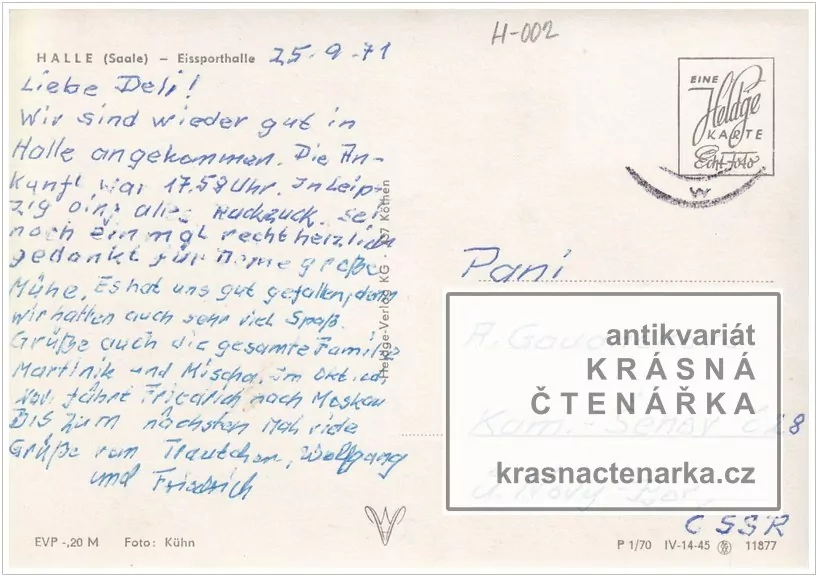 H-002
HALLE (Saale) – Eissporthalle 25.9.71
Liebe Deli!
Wir sind wieder gut in
Halle angekommen. Die An-
kunft war 17.58 Uhr. In Leip-
zig ging alles Ruckzuck. Sei
noch einmal recht herzlich
gedankt für Deine große
Mühe. Es hat uns gut gefallen, denn
wir hatten auch sehr viel Spaß.
Grüße auch die gesamte Familie
Martinik und Mischa. Im Okt.
Nov. fährt Friedrich nach Moskau
Bis zum nächsten Mal
Grüße von Trautchen, Wolfgang
und Friedrich
EVP -,20 M Foto: Kühn
Heldge-Verlag KG · 437 Köthen
EINE
Heldge
KARTE
Echt-Foto
Pani
antikvariát
KRÁSNÁ
ČTENÁŘKA
krasnactenarka.cz
Kam.-Šenov
ČSSR
P 1/70 IV-14-45 11877